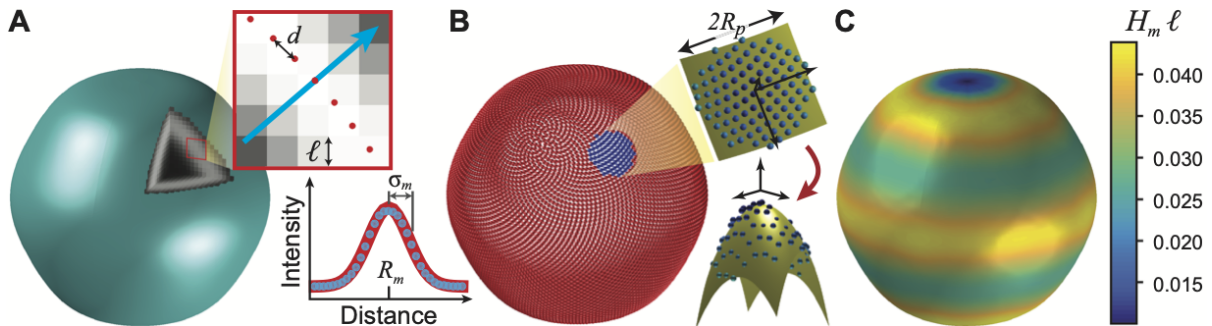 A
d
ℓ
σm
Intensity
Rm
Distance
B
2Rp
C
Hm ℓ
0.040
0.035
0.030
0.025
0.020
0.015